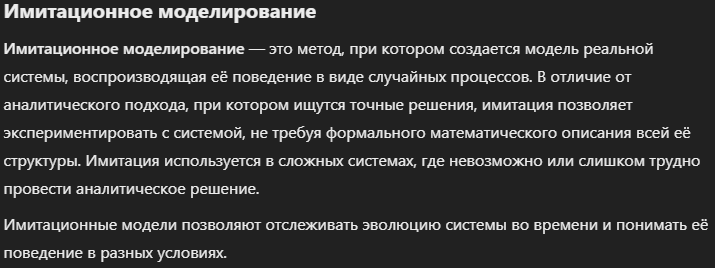 Имитационное моделирование
Имитационное моделирование — это метод, при котором создается модель реальной
системы, воспроизводящая её поведение в виде случайных процессов. В отличие от
аналитического подхода, при котором ищутся точные решения, имитация позволяет
экспериментировать с системой, не требуя формального математического описания всей её
структуры. Имитация используется в сложных системах, где невозможно или слишком трудно
провести аналитическое решение.
Имитационные модели позволяют отслеживать эволюцию системы во времени и понимать её
поведение в разных условиях.